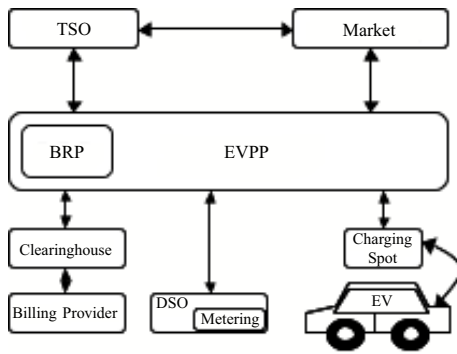 TSO
Market
BRP
EVPP
Clearinghouse
Charging
Spot
Billing Provider
DSO
Metering
EV